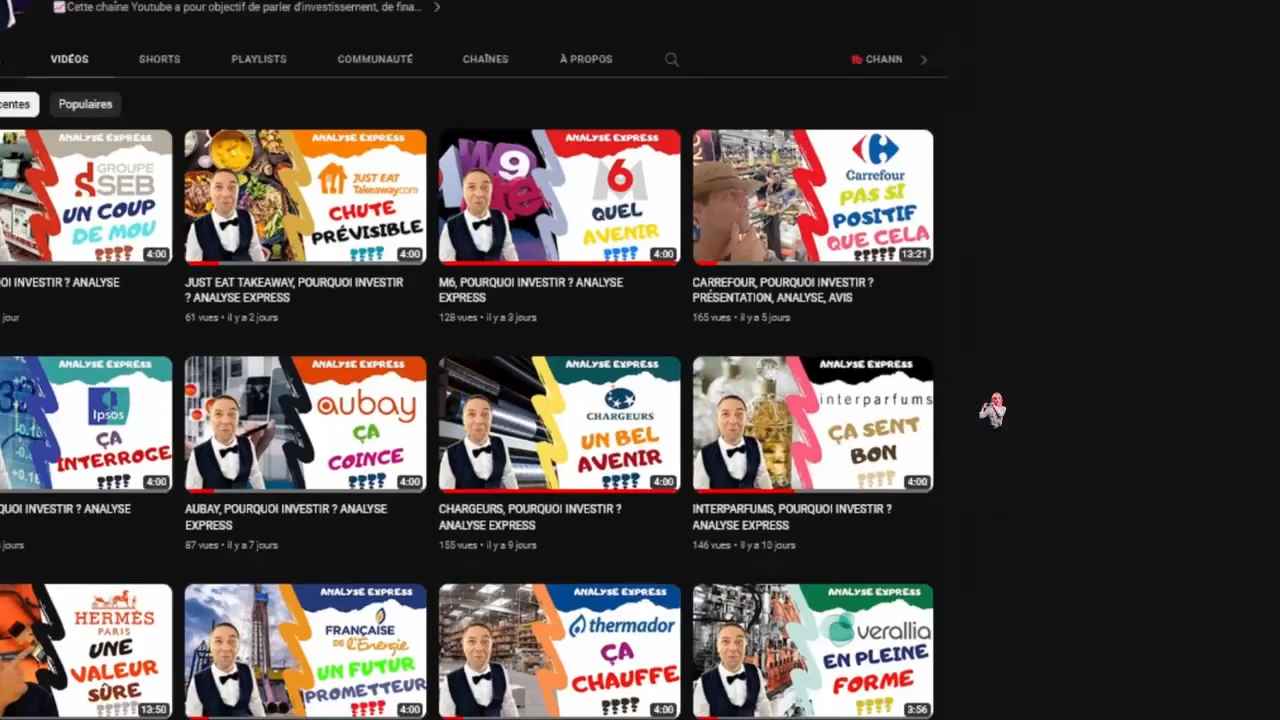 Cette chaîne Youtube a pour objectif de parler d'investissement, de fina...
VIDÉOS
SHORTS
PLAYLISTS
COMMUNAUTÉ
CHAÎNES
À PROPOS
CHANN
centes
Populaires
GROUPE
SEB
UN COUP
DE MOU
????
4:00
ANALYSE EXPRESS
JUST EAT
Takeaway.com
CHUTE
PRÉVISIBLE
????
4:00
ANALYSE EXPRESS
W9
6
QUEL
AVENIR
????
4:00
ANALYSE EXPRESS
Carrefour
PAS SI
POSITIF
QUE CELA
?????
13:21
OI INVESTIR ? ANALYSE
jour
JUST EAT TAKEAWAY, POURQUOI INVESTIR
? ANALYSE EXPRESS
61 vues • il y a 2 jours
M6, POURQUOI INVESTIR ? ANALYSE
EXPRESS
128 vues • il y a 3 jours
CARREFOUR, POURQUOI INVESTIR ?
PRÉSENTATION, ANALYSE, AVIS
165 vues • il y a 5 jours
ANALYSE EXPRESS
Ipsos
ÇA
INTERROGE
????
4:00
ANALYSE EXPRESS
aubay
ÇA
COINCE
????
4:00
ANALYSE EXPRESS
CHARGEURS
UN BEL
AVENIR
????
4:00
ANALYSE EXPRESS
interparfums
ÇA SENT
BON
????
4:00
QUOI INVESTIR ? ANALYSE
jours
AUBAY, POURQUOI INVESTIR ? ANALYSE
EXPRESS
87 vues • il y a 7 jours
CHARGEURS, POURQUOI INVESTIR ?
ANALYSE EXPRESS
155 vues • il y a 9 jours
INTERPARFUMS, POURQUOI INVESTIR ?
ANALYSE EXPRESS
146 vues • il y a 10 jours
HERMÈS
PARIS
UNE
VALEUR
SÛRE
13:50
ANALYSE EXPRESS
FRANÇAISE
DE l'Énergie
UN FUTUR
PROMETTEUR
????
4:00
ANALYSE EXPRESS
thermador
ÇA
CHAUFFE
????
4:00
ANALYSE EXPRESS
verallia
EN PLEINE
FORME
????
3:56